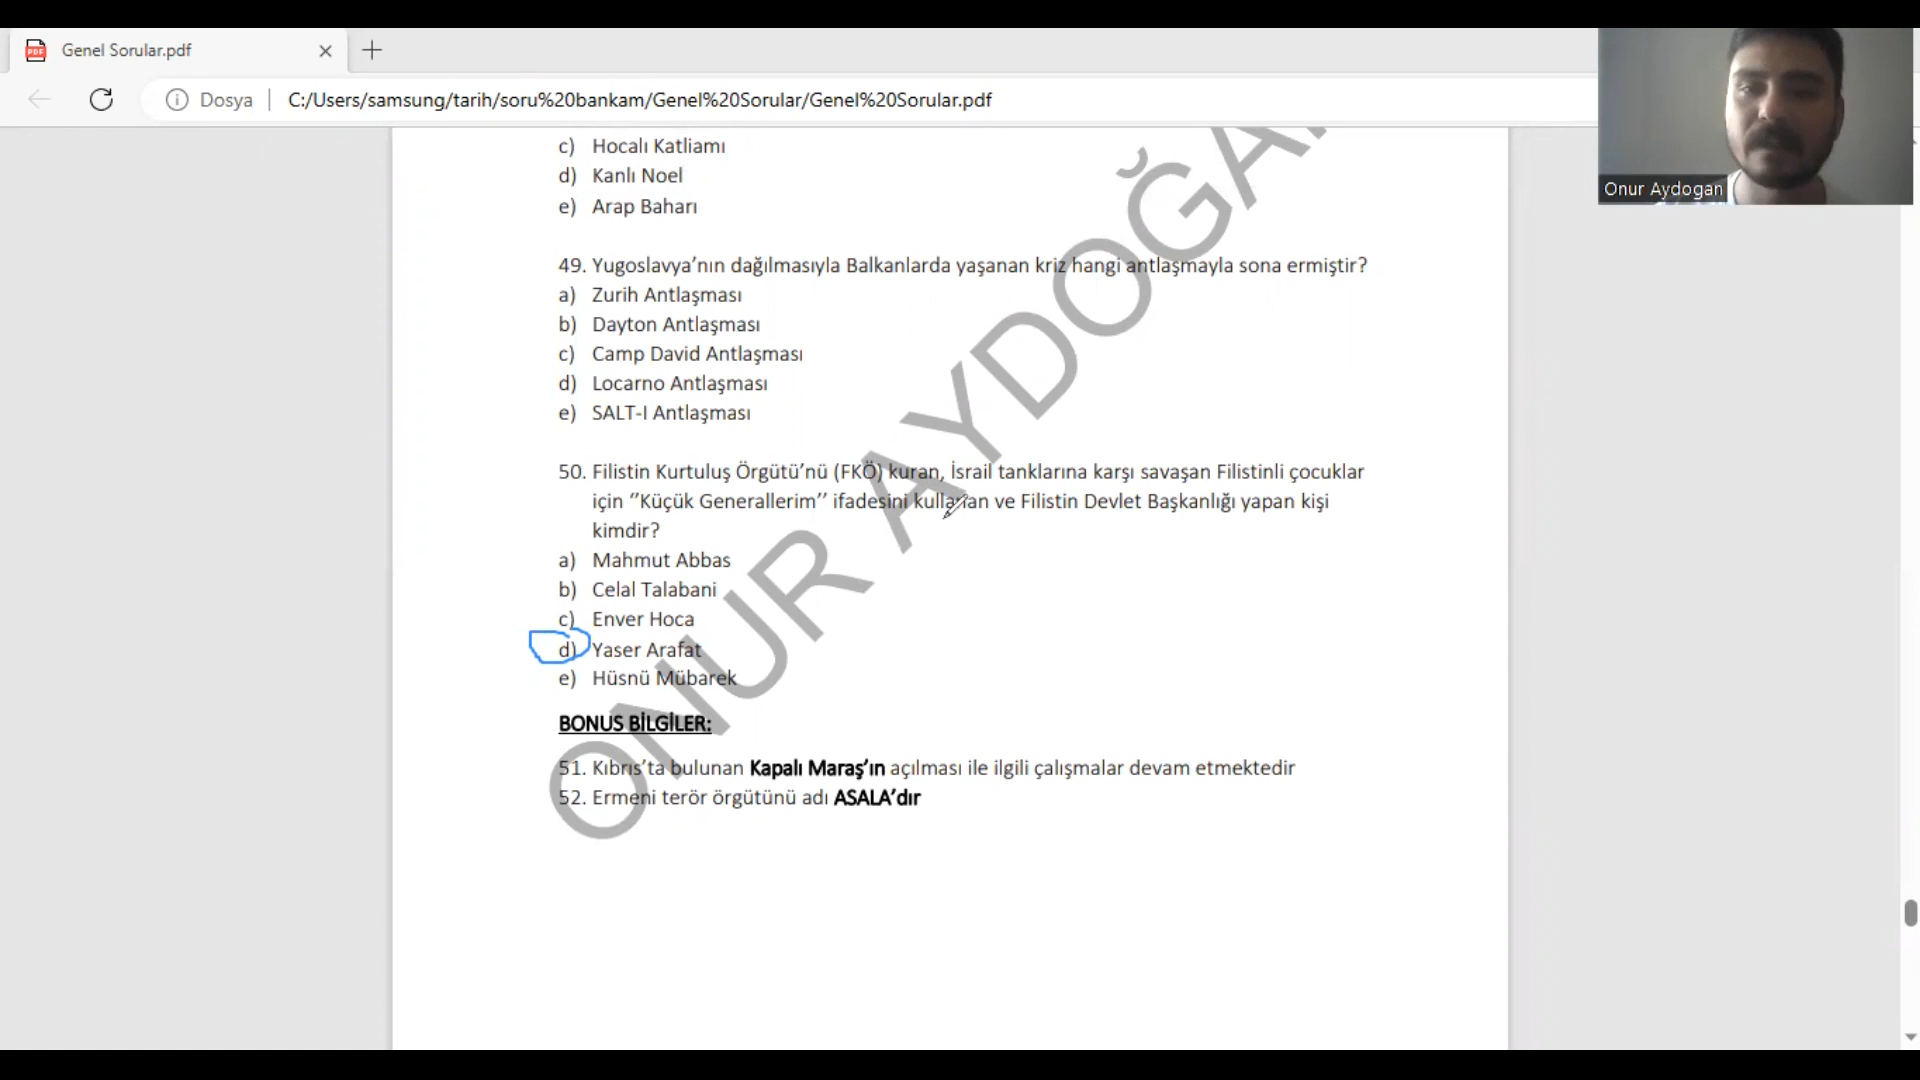 Genel Sorular.pdf
Dosya
C:/Users/samsung/tarih/soru%20bankam/Genel%20Sorular/Genel%20Sorular.pdf
Onur Aydogan
c) Hocalı Katliamı
d) Kanlı Noel
e) Arap Baharı
49. Yugoslavya’nın dağılmasıyla Balkanlarda yaşanan kriz hangi antlaşmayla sona ermiştir?
a) Zurih Antlaşması
b) Dayton Antlaşması
c) Camp David Antlaşması
d) Locarno Antlaşması
e) SALT-I Antlaşması
50. Filistin Kurtuluş Örgütü’nü (FKÖ) kuran, İsrail tanklarına karşı savaşan Filistinli çocuklar
için ‘’Küçük Generallerim’’ ifadesini kullanan ve Filistin Devlet Başkanlığı yapan kişi
kimdir?
a) Mahmut Abbas
b) Celal Talabani
c) Enver Hoca
d) Yaser Arafat
e) Hüsnü Mübarek
BONUS BİLGİLER:
51. Kıbrıs’ta bulunan Kapalı Maraş’ın açılması ile ilgili çalışmalar devam etmektedir
52. Ermeni terör örgütünü adı ASALA’dır
ONUR AYDOĞA